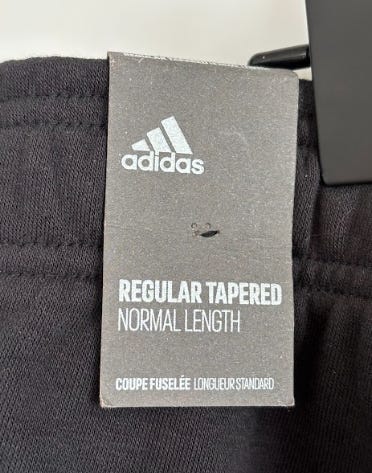 adidas
REGULAR TAPERED
NORMAL LENGTH
COUPE FUSELÉE LONGUEUR STANDARD